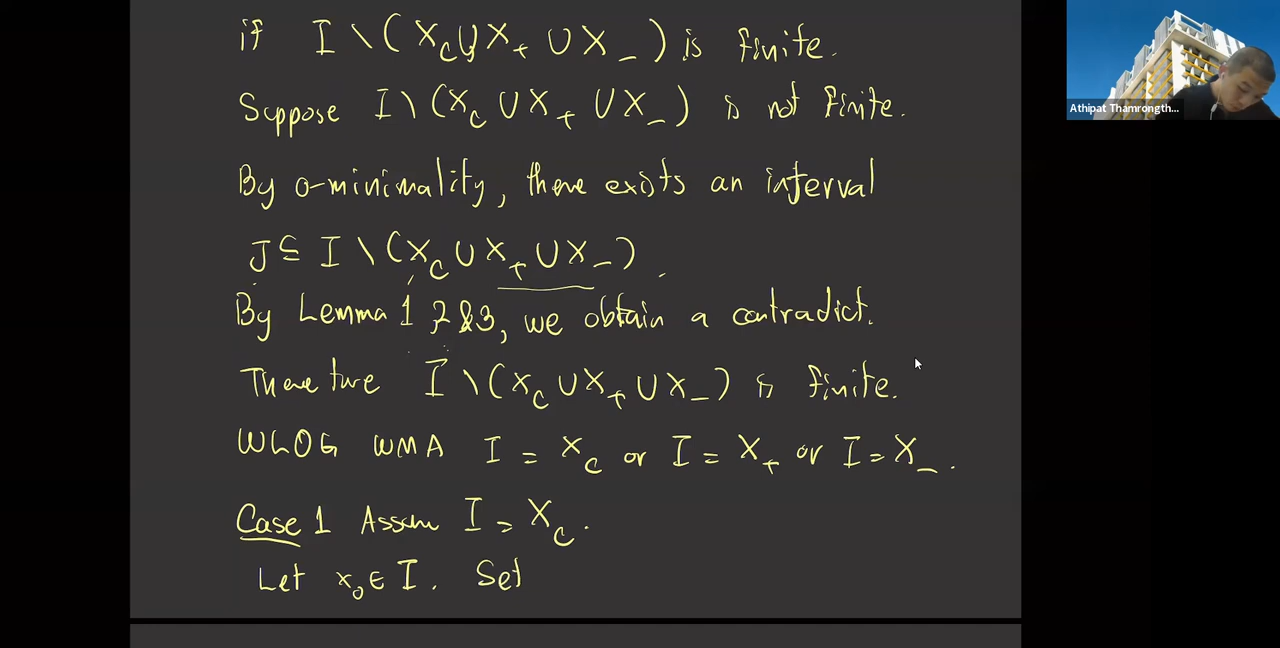 if I \ ( X_c ∪ X_+ ∪ X_- ) is finite.
Suppose I \ (X_c ∪ X_+ ∪ X_-) is not finite.
By o-minimality, there exists an interval
J ⊆ I \ (X_c ∪ X_+ ∪ X_-) .
By Lemma 1, 2 & 3, we obtain a contradict.
Therefore I \ (X_c ∪ X_+ ∪ X_-) is finite.
WLOG WMA I = X_c or I = X_+ or I = X_- .
Case 1 Assume I = X_c .
Let x_0 ∈ I. Set
Athipat Thamrongth...